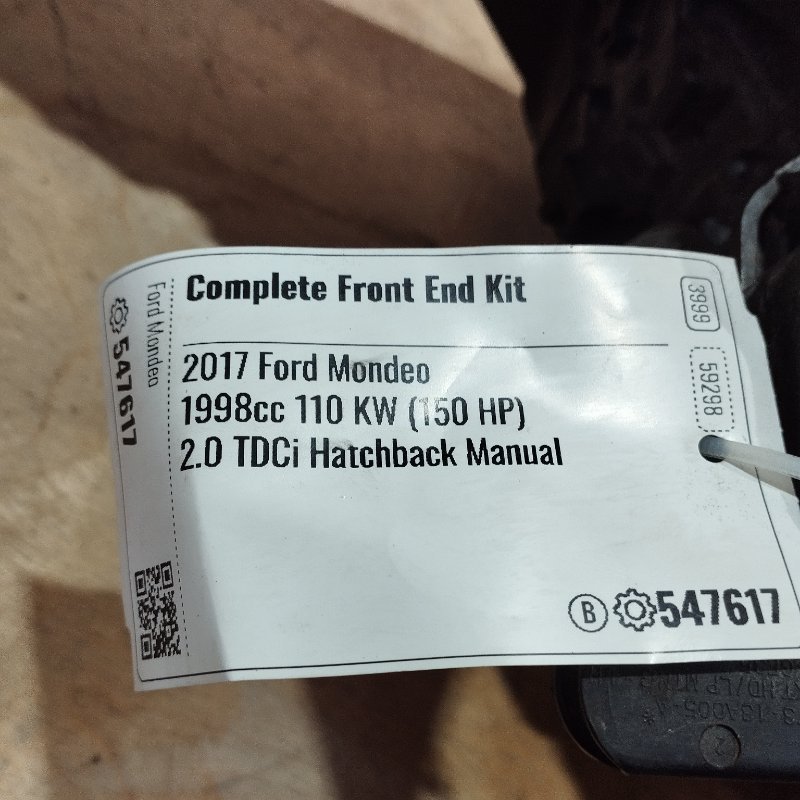 Complete Front End Kit
2017 Ford Mondeo
1998cc 110 KW (150 HP)
2.0 TDCi Hatchback Manual
B 547617
Ford Mondeo
547617
3999
59298
2